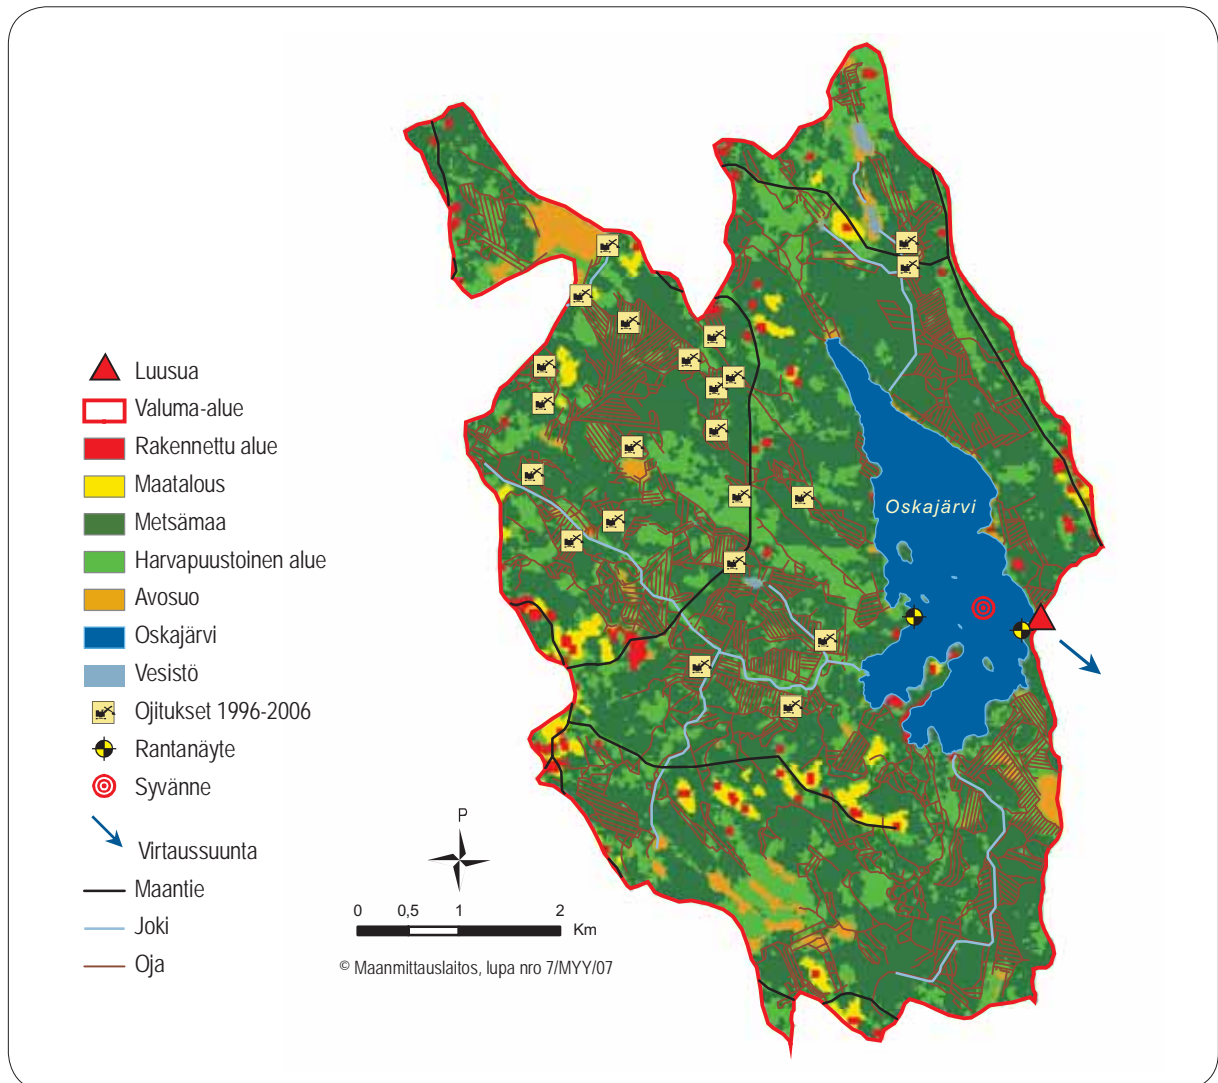 Luusua
Valuma-alue
Rakennettu alue
Maatalous
Metsämaa
Harvapuustoinen alue
Avosuo
Oskajärvi
Vesistö
Ojitukset 1996-2006
Rantanäyte
Syvänne
Virtaussuunta
Maantie
Joki
Oja
Oskajärvi
P
0 0,5 1 2
Km
© Maanmittauslaitos, lupa nro 7/MYY/07